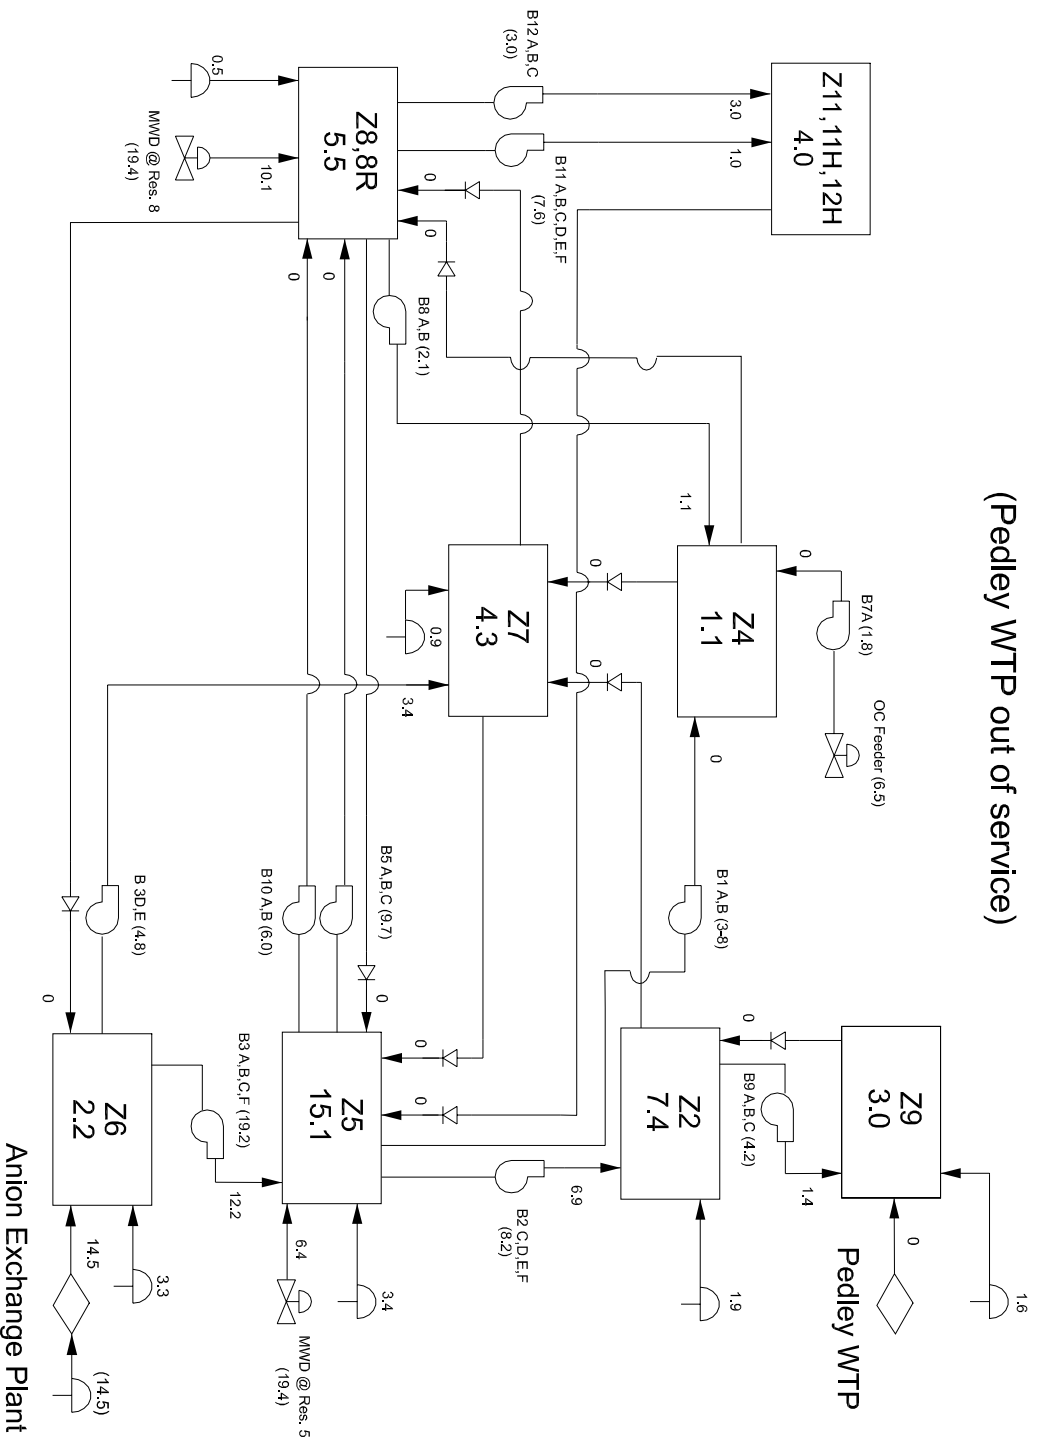 (Pedley WTP out of service)
B12 A,B,C
(3.0)
0.5
MWD @ Res. 8
(19.4)
10.1
Z8,8R
5.5
3.0
1.0
Z11,11H,12H
4.0
B11 A,B,C,D,E,F
(7.6)
0
0
0
0
B8 A,B (2.1)
1.1
0
B7A (1.8)
OC Feeder (6.5)
Z4
1.1
0
0
0
Z7
4.3
0.9
3.4
B1 A,B (3-8)
B5 A,B,C (9.7)
B10 A,B (6.0)
B 3D,E (4.8)
0
0
0
0
0
B3 A,B,C,F (19.2)
12.2
Z6
2.2
Z5
15.1
Z2
7.4
Z9
3.0
B9 A,B,C (4.2)
1.4
6.9
B2 C,D,E,F
(8.2)
14.5
3.3
6.4
3.4
1.9
0
1.6
Pedley WTP
MWD @ Res. 5
(19.4)
(14.5)
Anion Exchange Plant